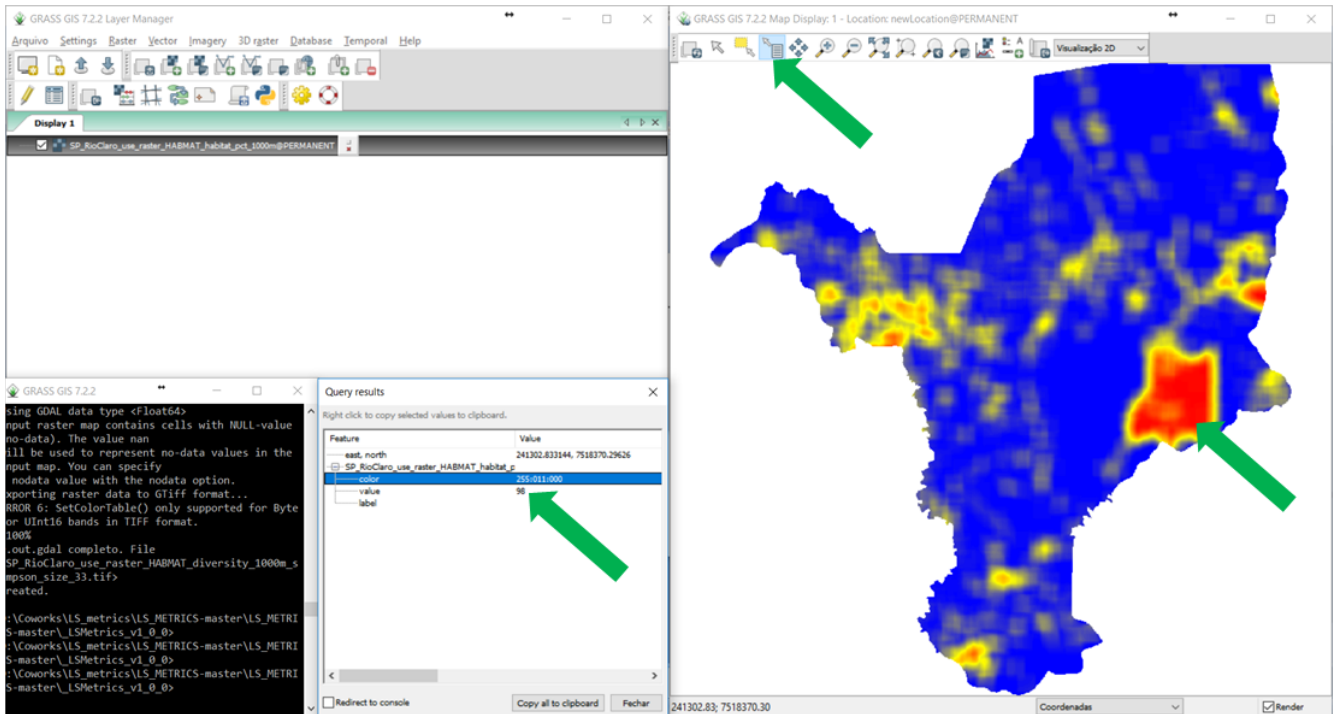 GRASS GIS 7.2.2 Layer Manager
Arquivo Settings Raster Vector Imagery 3D raster Database Temporal Help
Display 1
SP_RioClaro_use_raster_HABMAT_habitat_pct_1000m@PERMANENT
GRASS GIS 7.2.2
sing GDAL data type <Float64>
nput raster map contains cells with NULL-value
no-data). The value nan
ill be used to represent no-data values in the
nput map. You can specify
nodata value with the nodata option.
xporting raster data to GTiff format...
RROR 6: SetColorTable() only supported for Byte
or UInt16 bands in TIFF format.
100%
.out.gdal completo. File
SP_RioClaro_use_raster_HABMAT_diversity_1000m_s
mpson_size_33.tif>
reated.
:\Coworks\LS_metrics\LS_METRICS-master\LS_METRI
S-master\_LSMetrics_v1_0_0>
:\Coworks\LS_metrics\LS_METRICS-master\LS_METRI
S-master\_LSMetrics_v1_0_0>
:\Coworks\LS_metrics\LS_METRICS-master\LS_METRI
S-master\_LSMetrics_v1_0_0>
Query results
Right click to copy selected values to clipboard.
Feature Value
east, north 241302.833144, 7518370.29626
SP_RioClaro_use_raster_HABMAT_habitat_p
color 255:011:000
value 98
label
Redirect to console Copy all to clipboard Fechar
GRASS GIS 7.2.2 Map Display: 1 - Location: newLocation@PERMANENT
Visualização 2D
241302.83; 7518370.30 Coordenadas Render